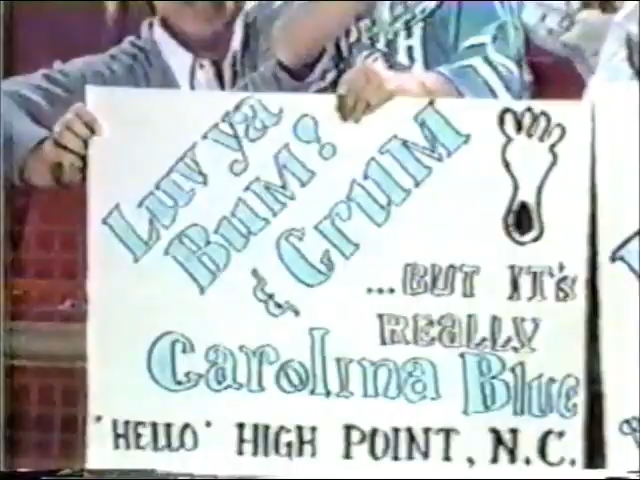 Luv ya
BUM!
& CrUM
...BUT IT's
REallY
Carolina Blue
'HELLO' HIGH POINT, N.C.